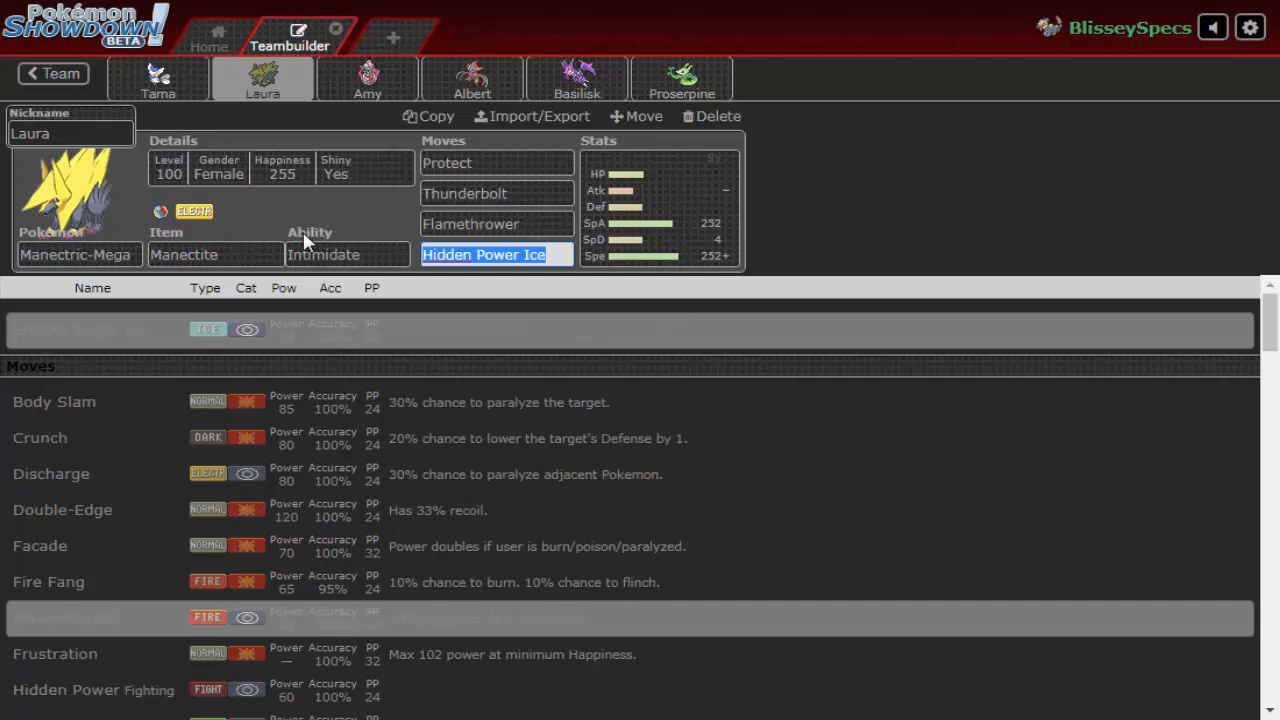 Pokémon
SHOWDOWN!
BETA
Home
Teambuilder
+
BlisseySpecs
Team
Tama
Laura
Amy
Albert
Basilisk
Proserpine
Copy Import/Export Move Delete
Nickname
Laura
Details
Level Gender Happiness Shiny
100 Female 255 Yes
ELECTR
Pokémon Item Ability
Manectric-Mega Manectite Intimidate
Moves
Protect
Thunderbolt
Flamethrower
Hidden Power Ice
Stats
EV
HP
Atk –
Def
SpA 252
SpD 4
Spe 252+
Name Type Cat Pow Acc PP
ICE Power Accuracy PP
Moves
Body Slam NORMAL Power 85 Accuracy 100% PP 24 30% chance to paralyze the target.
Crunch DARK Power 80 Accuracy 100% PP 24 20% chance to lower the target's Defense by 1.
Discharge ELECTR Power 80 Accuracy 100% PP 24 30% chance to paralyze adjacent Pokemon.
Double-Edge NORMAL Power 120 Accuracy 100% PP 24 Has 33% recoil.
Facade NORMAL Power 70 Accuracy 100% PP 32 Power doubles if user is burn/poison/paralyzed.
Fire Fang FIRE Power 65 Accuracy 95% PP 24 10% chance to burn. 10% chance to flinch.
FIRE Power Accuracy PP
Frustration NORMAL Power — Accuracy 100% PP 32 Max 102 power at minimum Happiness.
Hidden Power Fighting FIGHT Power 60 Accuracy 100% PP 24